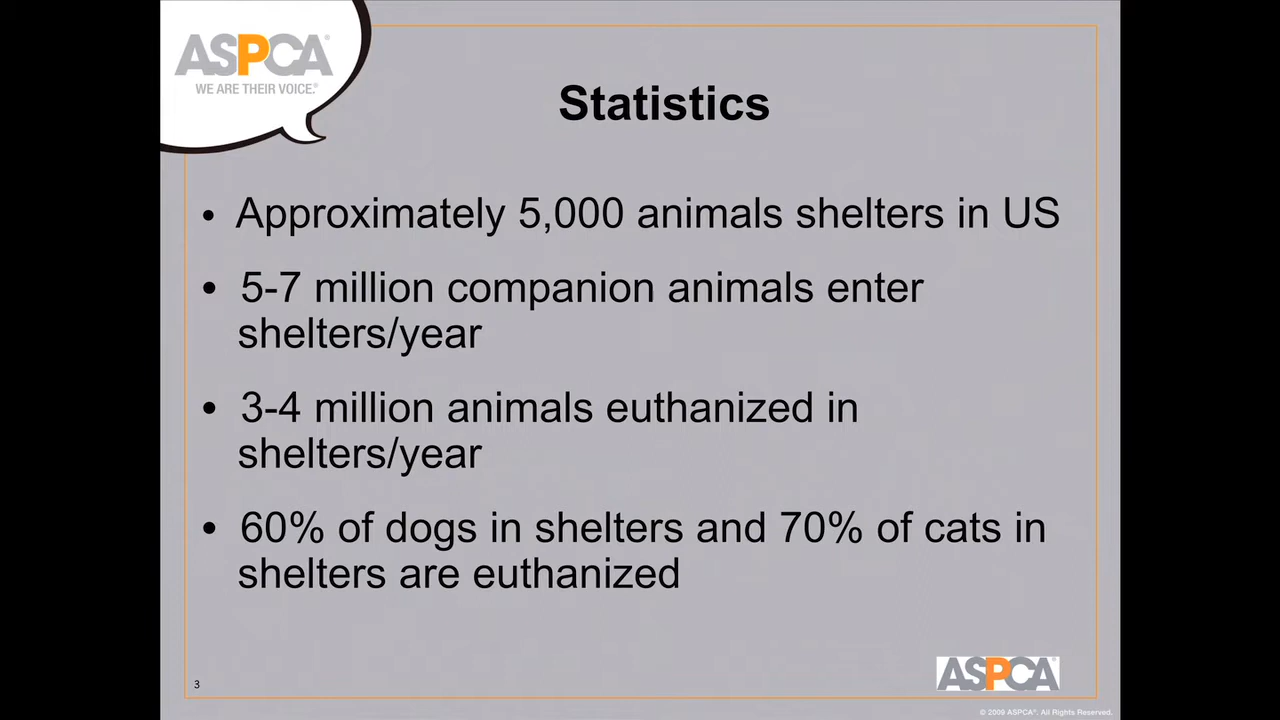 ASPCA®
WE ARE THEIR VOICE.®
Statistics
• Approximately 5,000 animals shelters in US
• 5-7 million companion animals enter
shelters/year
• 3-4 million animals euthanized in
shelters/year
• 60% of dogs in shelters and 70% of cats in
shelters are euthanized
3
ASPCA®
© 2009 ASPCA®. All Rights Reserved.